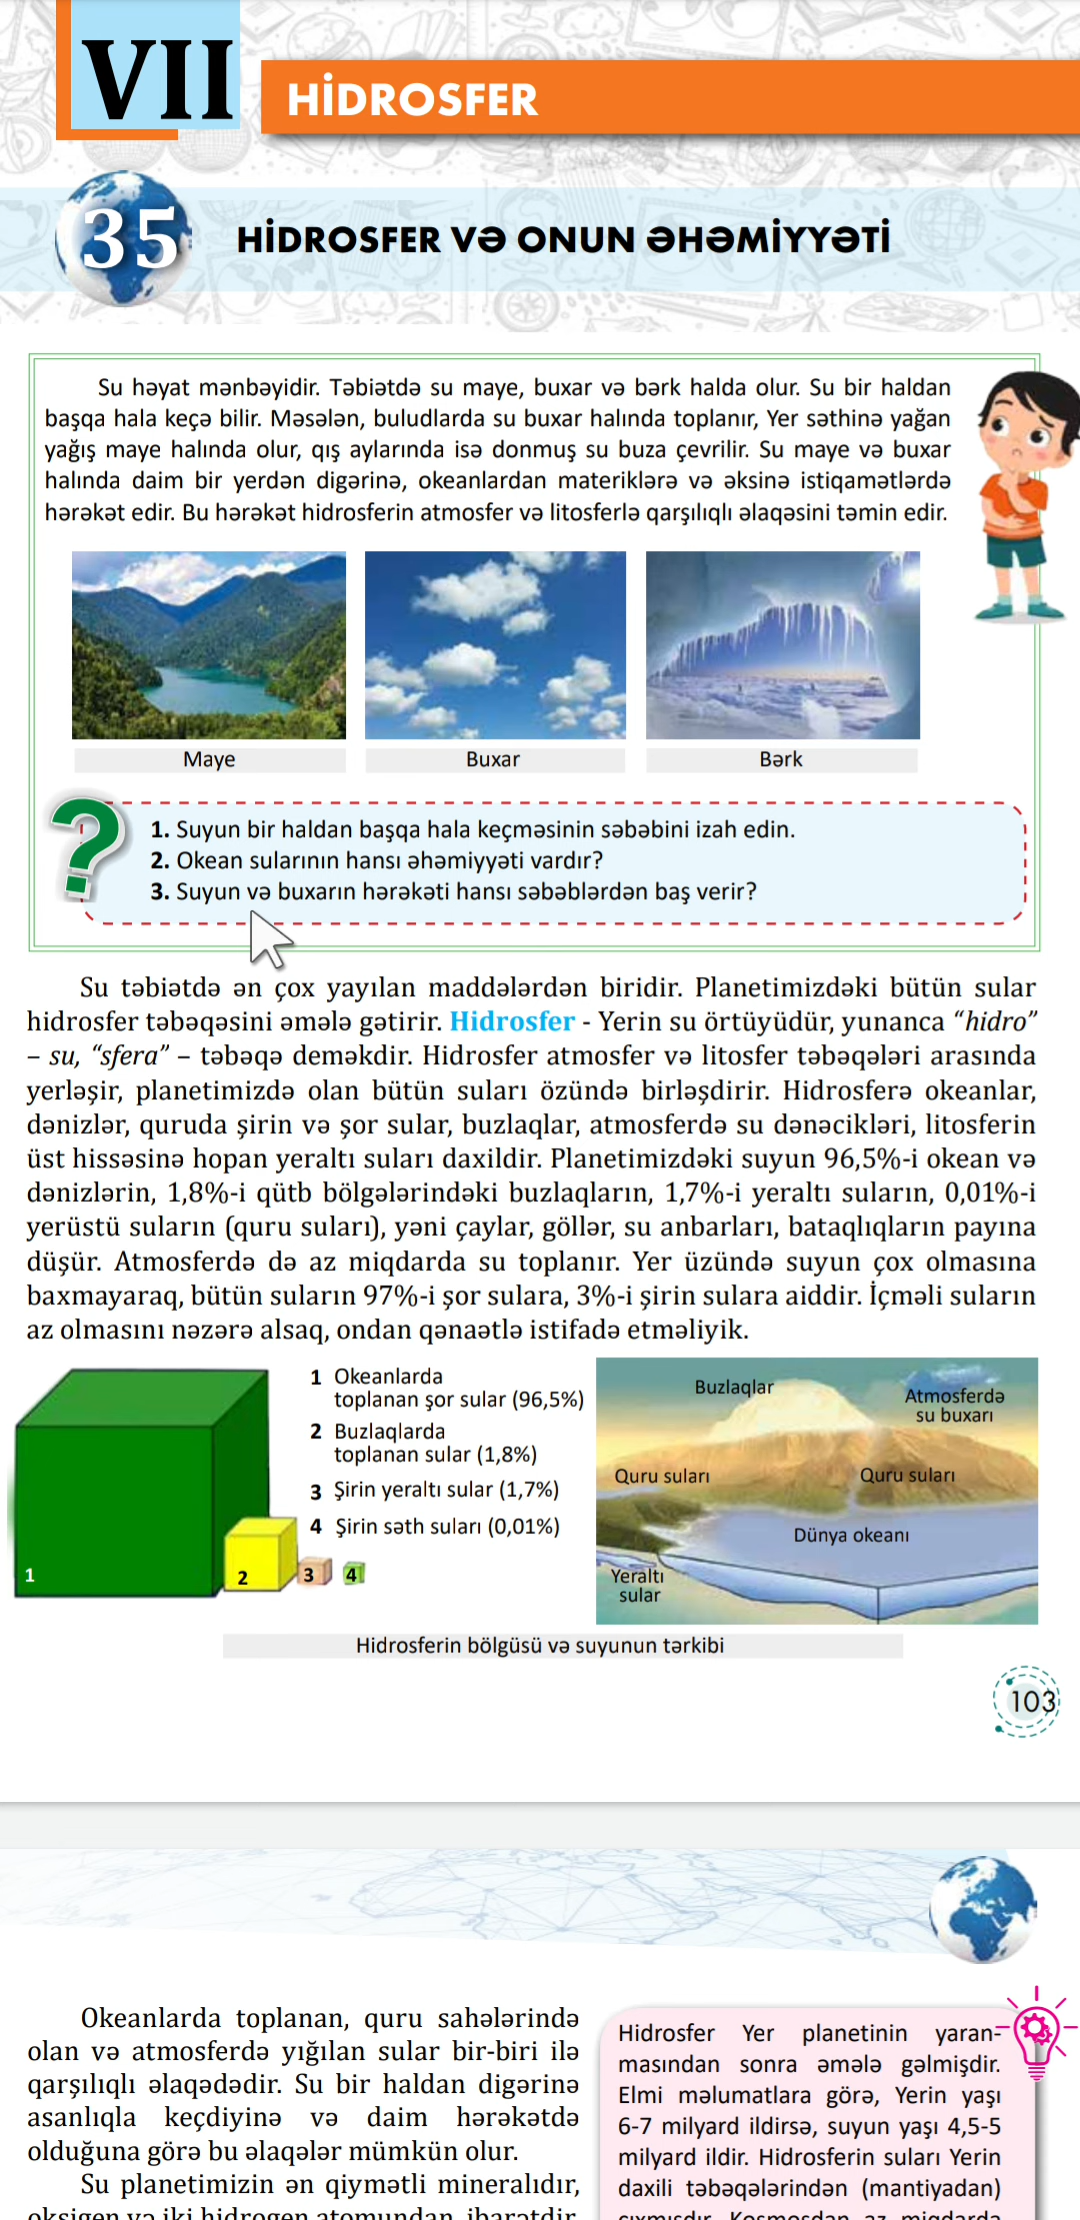 VII
HİDROSFER
35
HİDROSFER VƏ ONUN ƏHƏMİYYƏTİ
Su həyat mənbəyidir. Təbiətdə su maye, buxar və bərk halda olur. Su bir haldan
başqa hala keçə bilir. Məsələn, buludlarda su buxar halında toplanır, Yer səthinə yağan
yağış maye halında olur, qış aylarında isə donmuş su buza çevrilir. Su maye və buxar
halında daim bir yerdən digərinə, okeanlardan materiklərə və əksinə istiqamətlərdə
hərəkət edir. Bu hərəkət hidrosferin atmosfer və litosferlə qarşılıqlı əlaqəsini təmin edir.
Maye
Buxar
Bərk
?
1. Suyun bir haldan başqa hala keçməsinin səbəbini izah edin.
2. Okean sularının hansı əhəmiyyəti vardır?
3. Suyun və buxarın hərəkəti hansı səbəblərdən baş verir?
Su təbiətdə ən çox yayılan maddələrdən biridir. Planetimizdəki bütün sular
hidrosfer təbəqəsini əmələ gətirir. Hidrosfer - Yerin su örtüyüdür, yunanca “hidro”
– su, “sfera” – təbəqə deməkdir. Hidrosfer atmosfer və litosfer təbəqələri arasında
yerləşir, planetimizdə olan bütün suları özündə birləşdirir. Hidrosferə okeanlar,
dənizlər, quruda şirin və şor sular, buzlaqlar, atmosferdə su dənəcikləri, litosferin
üst hissəsinə hopan yeraltı suları daxildir. Planetimizdəki suyun 96,5%-i okean və
dənizlərin, 1,8%-i qütb bölgələrindəki buzlaqların, 1,7%-i yeraltı suların, 0,01%-i
yerüstü suların (quru suları), yəni çaylar, göllər, su anbarları, bataqlıqların payına
düşür. Atmosferdə də az miqdarda su toplanır. Yer üzündə suyun çox olmasına
baxmayaraq, bütün suların 97%-i şor sulara, 3%-i şirin sulara aiddir. İçməli suların
az olmasını nəzərə alsaq, ondan qənaətlə istifadə etməliyik.
1 Okeanlarda
toplanan şor sular (96,5%)
2 Buzlaqlarda
toplanan sular (1,8%)
3 Şirin yeraltı sular (1,7%)
4 Şirin səth suları (0,01%)
1
2
3
4
Buzlaqlar
Atmosferdə
su buxarı
Quru suları
Quru suları
Dünya okeanı
Yeraltı
sular
Hidrosferin bölgüsü və suyunun tərkibi
103
Okeanlarda toplanan, quru sahələrində
olan və atmosferdə yığılan sular bir-biri ilə
qarşılıqlı əlaqədədir. Su bir haldan digərinə
asanlıqla keçdiyinə və daim hərəkətdə
olduğuna görə bu əlaqələr mümkün olur.
Su planetimizin ən qiymətli mineralıdır,
oksigen və iki hidrogen atomundan ibarətdir.
Hidrosfer Yer planetinin yaran-
masından sonra əmələ gəlmişdir.
Elmi məlumatlara görə, Yerin yaşı
6-7 milyard ildirsə, suyun yaşı 4,5-5
milyard ildir. Hidrosferin suları Yerin
daxili təbəqələrindən (mantiyadan)
çıxmışdır. Kosmosdan az miqdarda